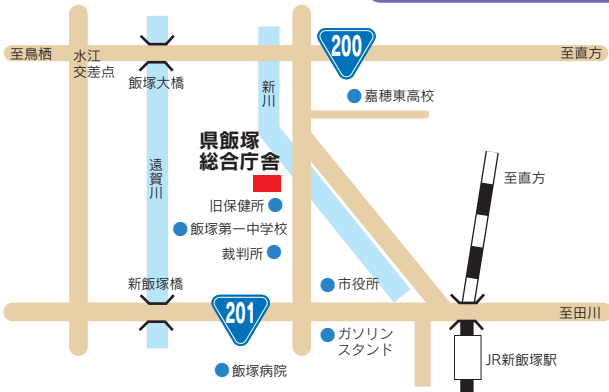 200
至鳥栖
水江
交差点
至直方
飯塚大橋
新川
嘉穂東高校
県飯塚
総合庁舎
遠賀川
至直方
旧保健所
飯塚第一中学校
裁判所
新飯塚橋
市役所
201
至田川
ガソリン
スタンド
JR新飯塚駅
飯塚病院